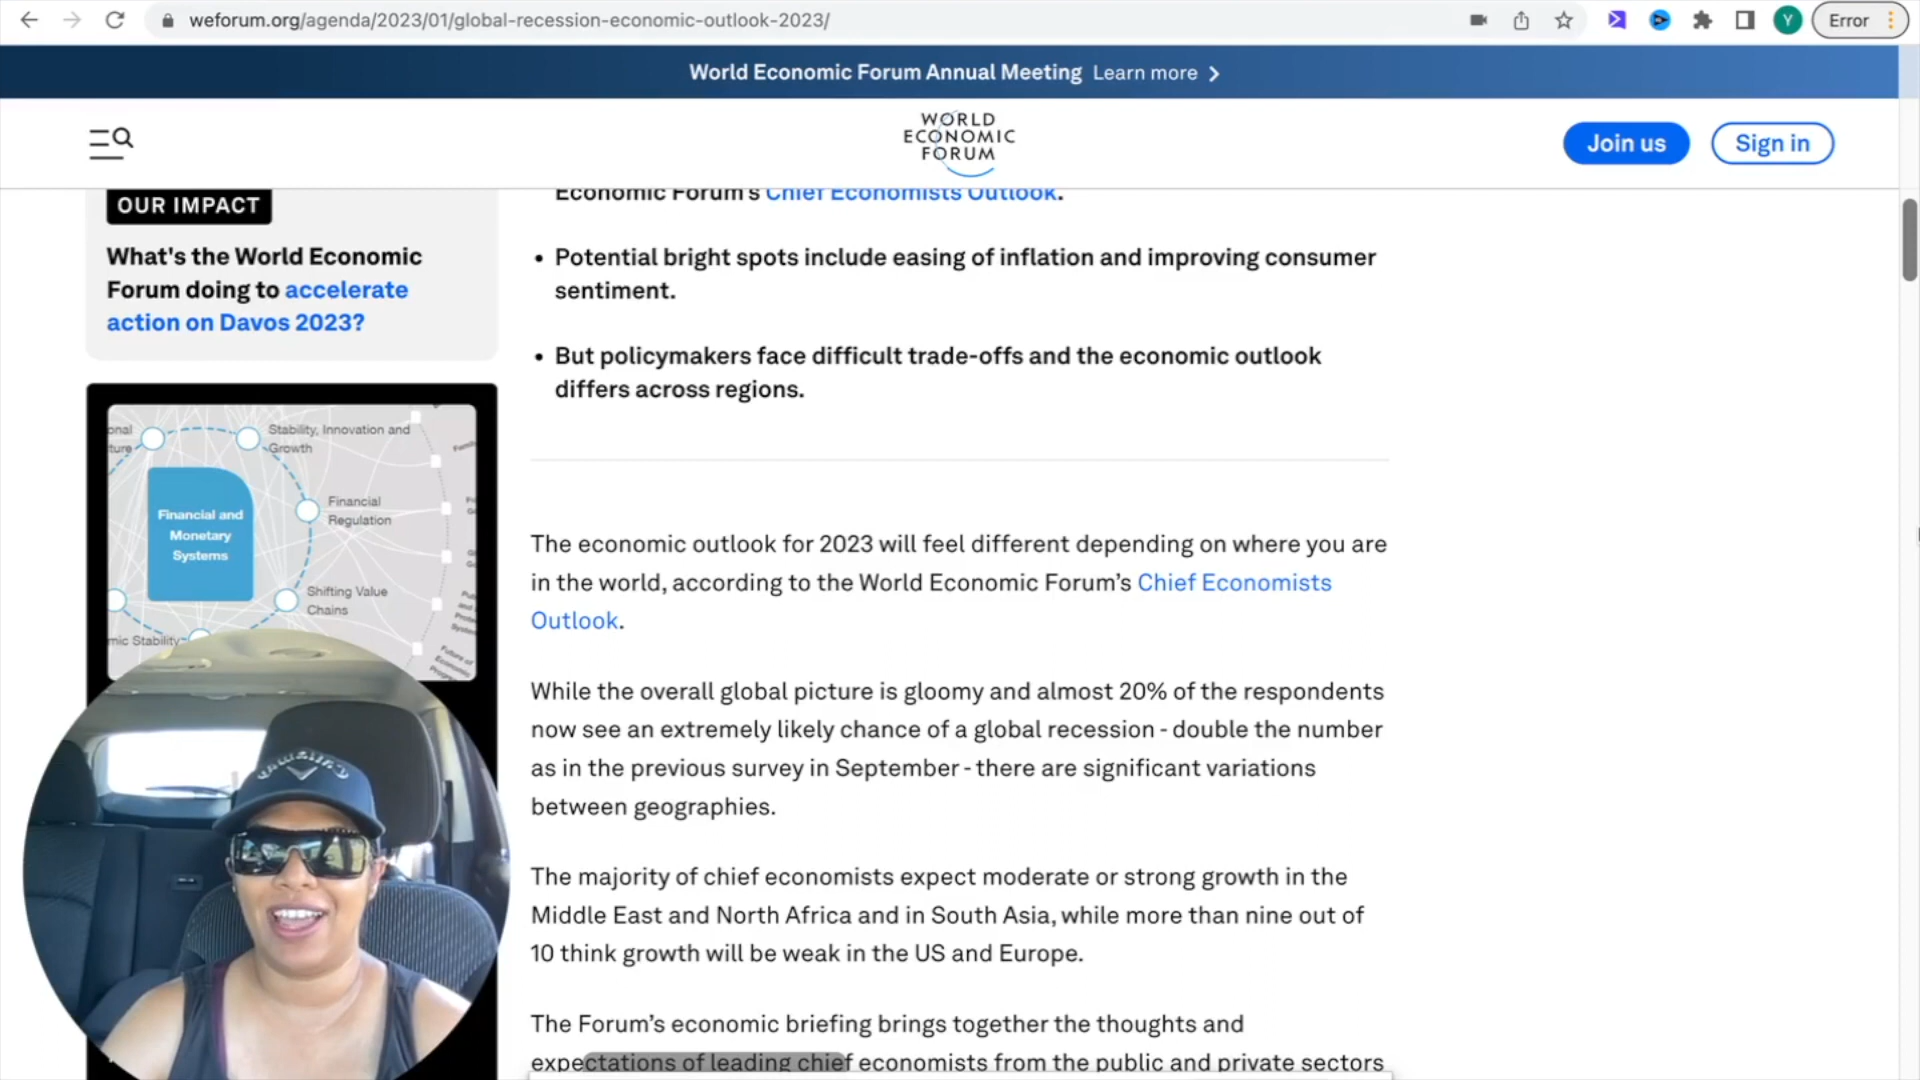 weforum.org/agenda/2023/01/global-recession-economic-outlook-2023/
Y
Error
World Economic Forum Annual Meeting Learn more
WORLD
ECONOMIC
FORUM
Join us
Sign in
OUR IMPACT
What's the World Economic
Forum doing to accelerate
action on Davos 2023?
onal
ture
Stability, Innovation and
Growth
Financial and
Monetary
Systems
Financial
Regulation
Shifting Value
Chains
mic Stability
Future of
Economic
Callaway
Economic Forum's Chief Economists Outlook.
• Potential bright spots include easing of inflation and improving consumer
sentiment.
• But policymakers face difficult trade-offs and the economic outlook
differs across regions.
The economic outlook for 2023 will feel different depending on where you are
in the world, according to the World Economic Forum’s Chief Economists
Outlook.
While the overall global picture is gloomy and almost 20% of the respondents
now see an extremely likely chance of a global recession - double the number
as in the previous survey in September - there are significant variations
between geographies.
The majority of chief economists expect moderate or strong growth in the
Middle East and North Africa and in South Asia, while more than nine out of
10 think growth will be weak in the US and Europe.
The Forum’s economic briefing brings together the thoughts and
expectations of leading chief economists from the public and private sectors